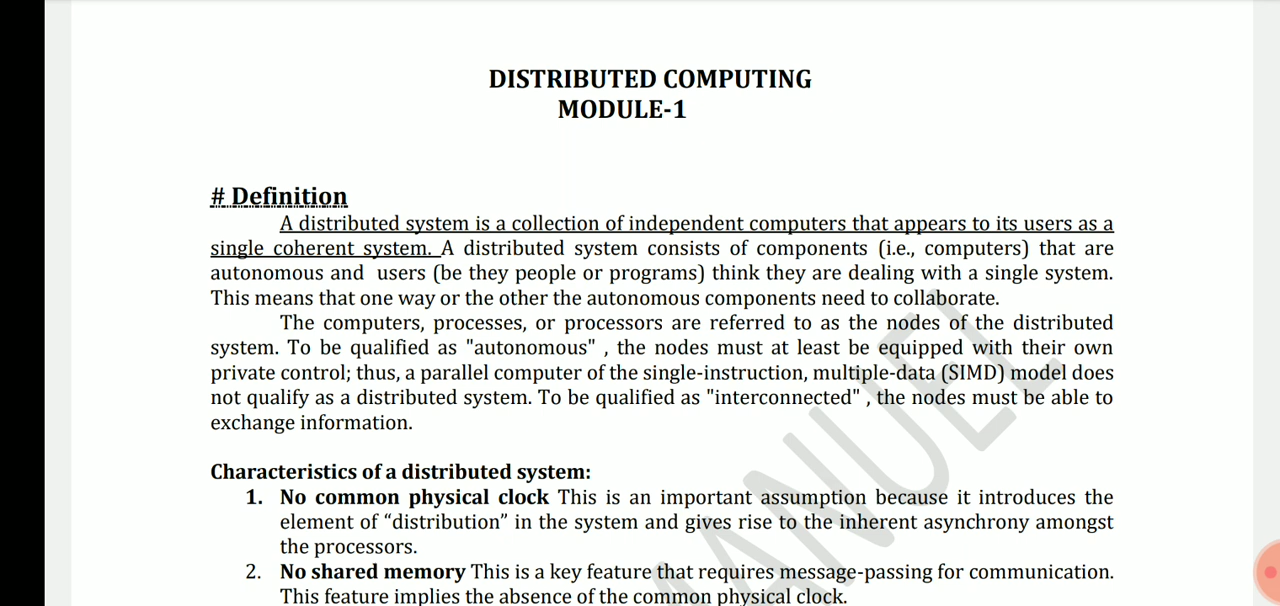 DISTRIBUTED COMPUTING
MODULE-1
# Definition
A distributed system is a collection of independent computers that appears to its users as a
single coherent system. A distributed system consists of components (i.e., computers) that are
autonomous and users (be they people or programs) think they are dealing with a single system.
This means that one way or the other the autonomous components need to collaborate.
The computers, processes, or processors are referred to as the nodes of the distributed
system. To be qualified as "autonomous" , the nodes must at least be equipped with their own
private control; thus, a parallel computer of the single-instruction, multiple-data (SIMD) model does
not qualify as a distributed system. To be qualified as "interconnected" , the nodes must be able to
exchange information.
Characteristics of a distributed system:
1. No common physical clock This is an important assumption because it introduces the
element of “distribution” in the system and gives rise to the inherent asynchrony amongst
the processors.
2. No shared memory This is a key feature that requires message-passing for communication.
This feature implies the absence of the common physical clock.